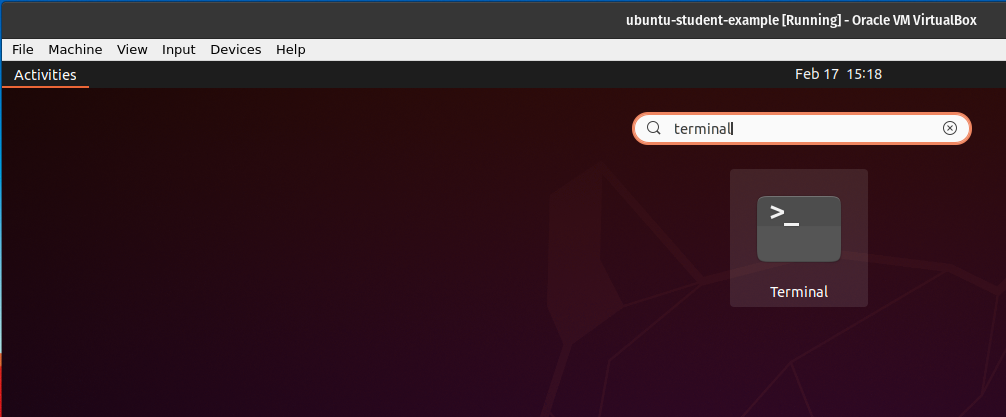 ubuntu-student-example [Running] - Oracle VM VirtualBox
File Machine View Input Devices Help
Activities Feb 17 15:18
terminal
>_
Terminal